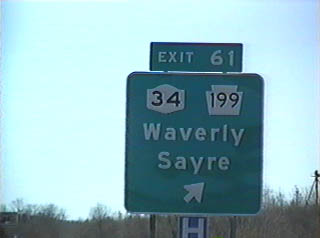 EXIT 61
34 199
Waverly
Sayre
H